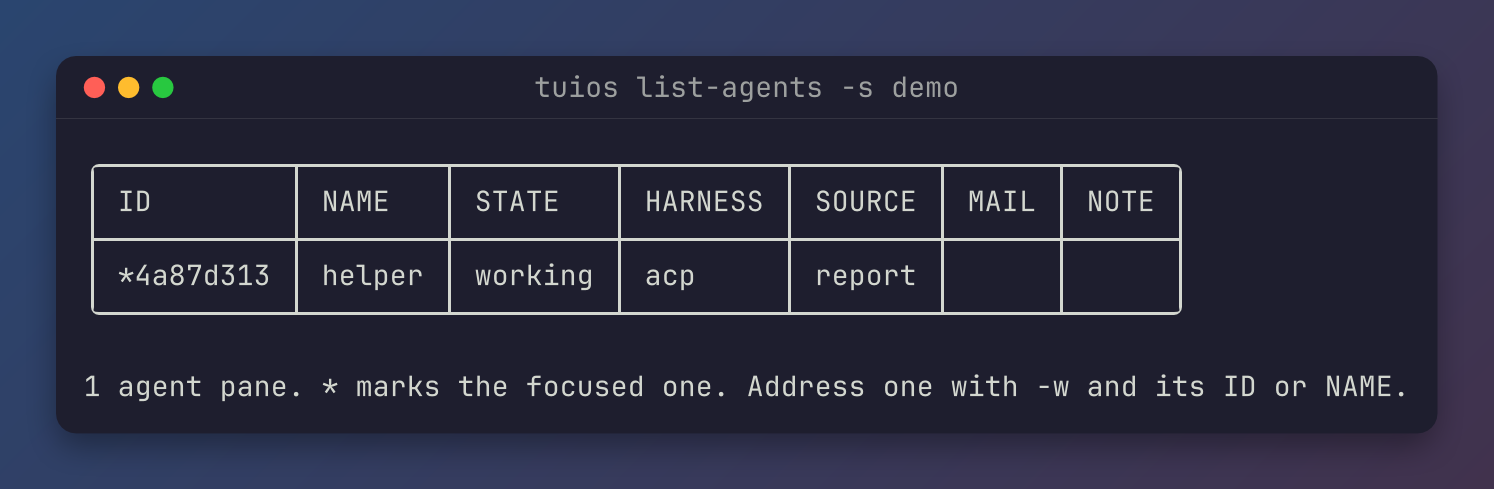 tuios list-agents -s demo
ID NAME STATE HARNESS SOURCE MAIL NOTE
*4a87d313 helper working acp report
1 agent pane. * marks the focused one. Address one with -w and its ID or NAME.